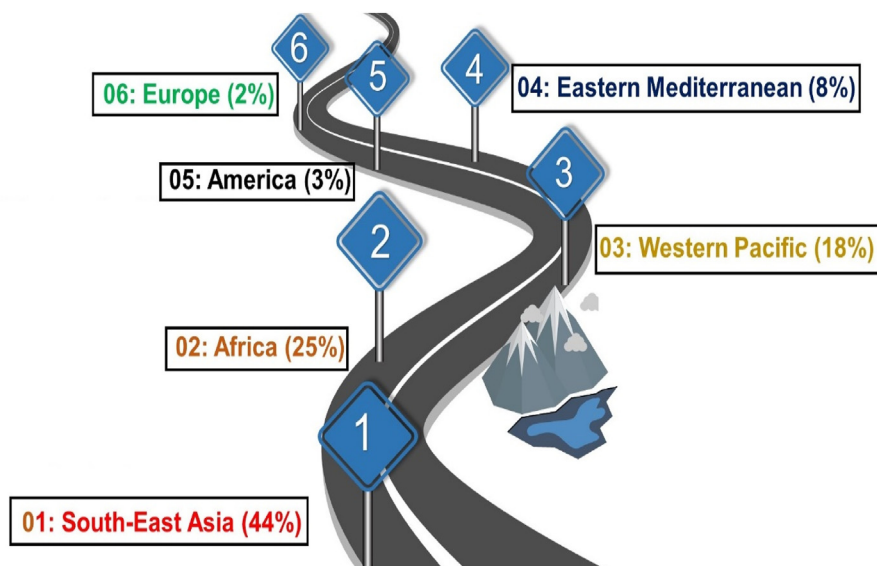 6
5
4
06: Europe (2%)
04: Eastern Mediterranean (8%)
3
05: America (3%)
2
03: Western Pacific (18%)
02: Africa (25%)
1
01: South-East Asia (44%)